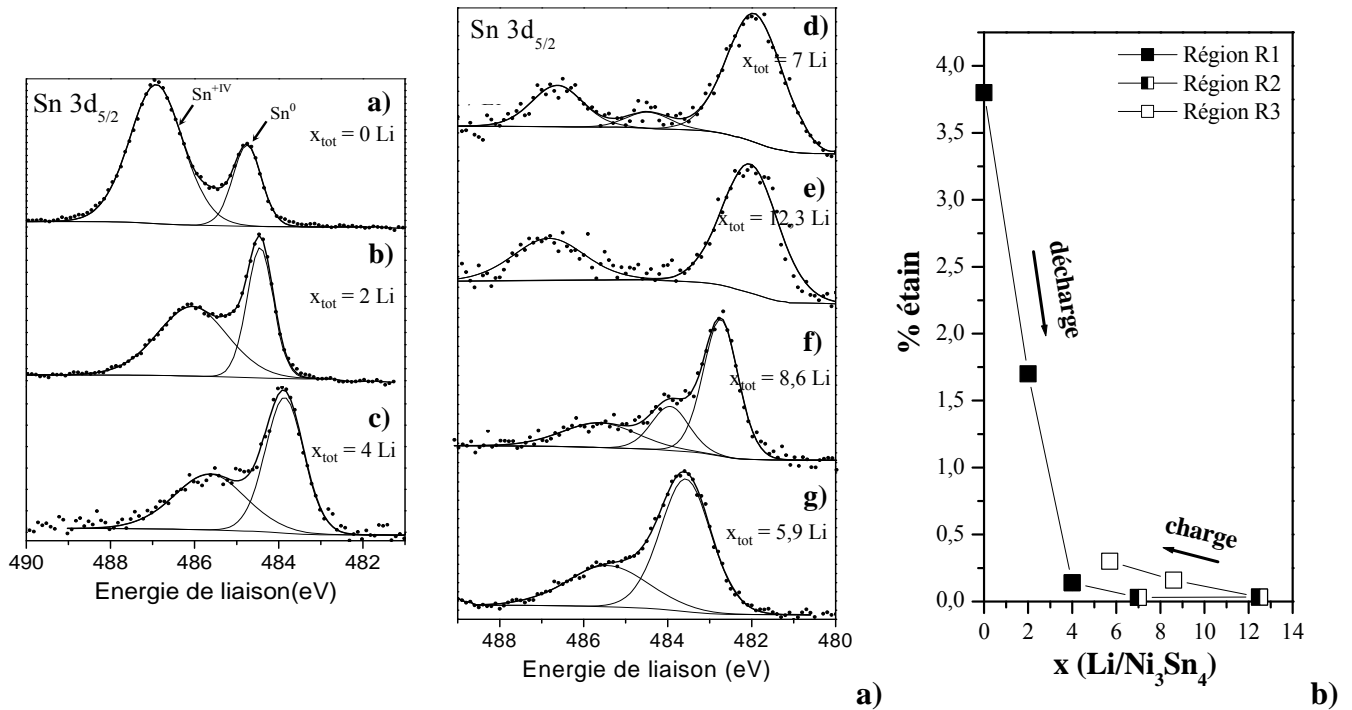 Sn 3d5/2
a)
Sn+IV
Sn0
xtot = 0 Li
b)
xtot = 2 Li
c)
xtot = 4 Li
490 488 486 484 482
Energie de liaison(eV)
Sn 3d5/2
d)
xtot = 7 Li
e)
xtot = 12,3 Li
f)
xtot = 8,6 Li
g)
xtot = 5,9 Li
488 486 484 482 480
Energie de liaison (eV)
a)
Région R1
Région R2
Région R3
4,0
3,5
3,0
2,5
2,0
1,5
1,0
0,5
0,0
% étain
décharge
charge
0 2 4 6 8 10 12 14
x (Li/Ni3Sn4)
b)